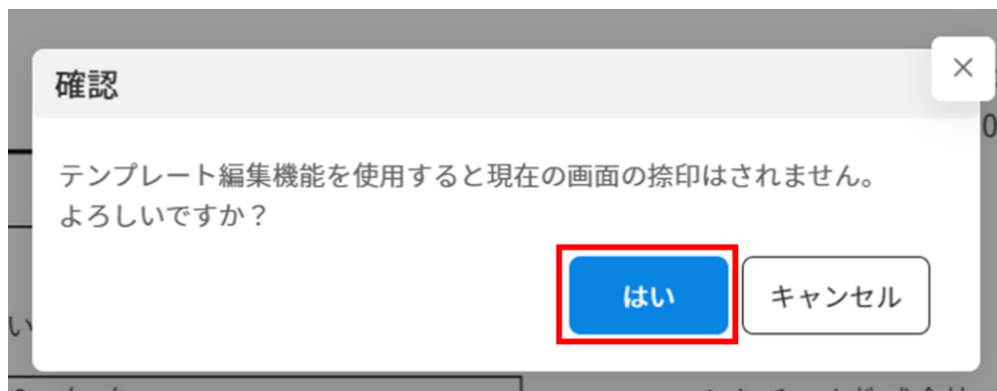 確認
テンプレート編集機能を使用すると現在の画面の捺印はされません。
よろしいですか？
はい
キャンセル